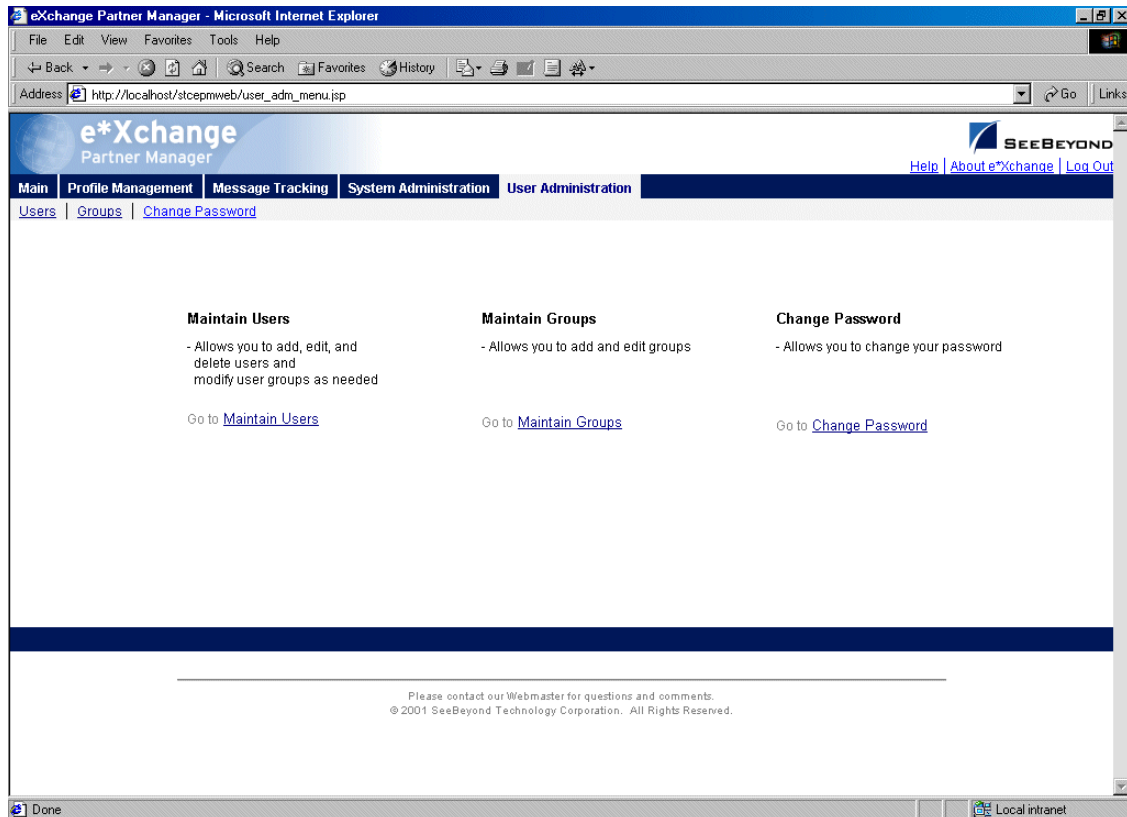 eXchange Partner Manager - Microsoft Internet Explorer
File Edit View Favorites Tools Help
Back Search Favorites History
Address http://localhost/stcepmweb/user_adm_menu.jsp Go Links
e*Xchange
Partner Manager
SEEBEYOND
Help | About e*Xchange | Log Out
Main Profile Management Message Tracking System Administration User Administration
Users | Groups | Change Password
Maintain Users
- Allows you to add, edit, and
delete users and
modify user groups as needed
Go to Maintain Users
Maintain Groups
- Allows you to add and edit groups
Go to Maintain Groups
Change Password
- Allows you to change your password
Go to Change Password
Please contact our Webmaster for questions and comments.
© 2001 SeeBeyond Technology Corporation. All Rights Reserved.
Done Local intranet